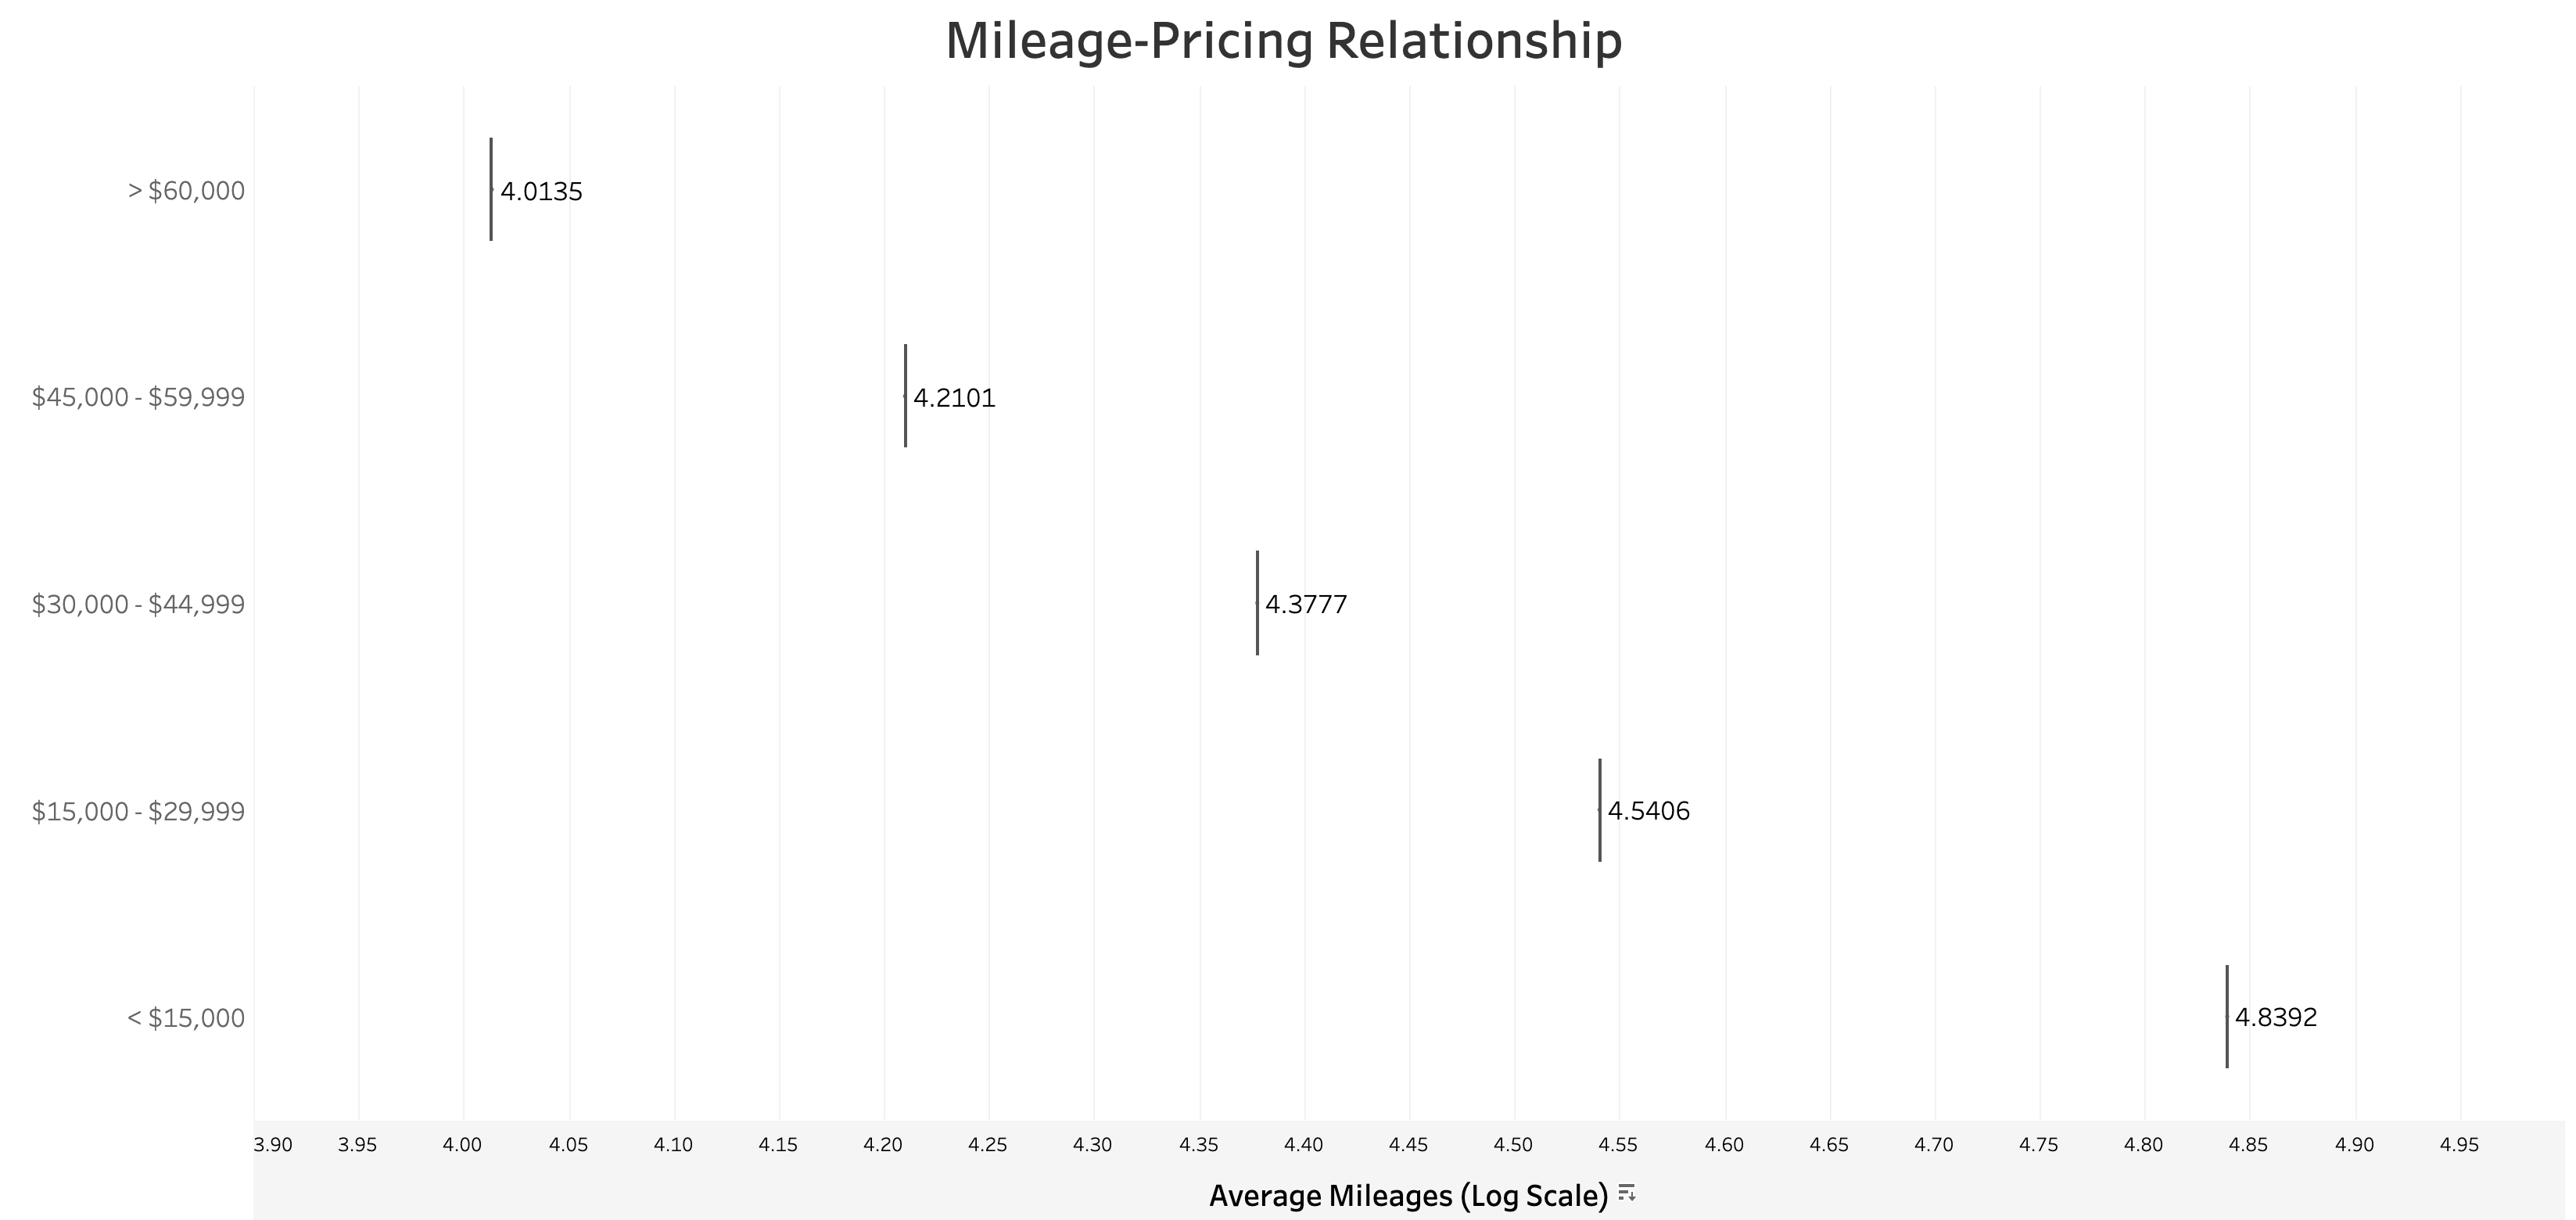 Mileage-Pricing Relationship
> $60,000
4.0135
$45,000 - $59,999
4.2101
$30,000 - $44,999
4.3777
$15,000 - $29,999
4.5406
< $15,000
4.8392
3.90 3.95 4.00 4.05 4.10 4.15 4.20 4.25 4.30 4.35 4.40 4.45 4.50 4.55 4.60 4.65 4.70 4.75 4.80 4.85 4.90 4.95
Average Mileages (Log Scale)